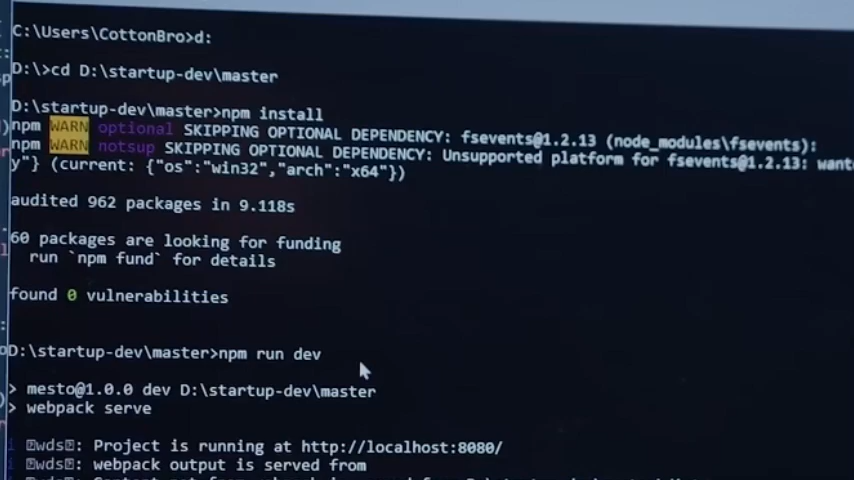 C:\Users\CottonBro>d:
D:\>cd D:\startup-dev\master
D:\startup-dev\master>npm install
npm WARN optional SKIPPING OPTIONAL DEPENDENCY: fsevents@1.2.13 (node_modules\fsevents):
npm WARN notsup SKIPPING OPTIONAL DEPENDENCY: Unsupported platform for fsevents@1.2.13: want
y"} (current: {"os":"win32","arch":"x64"})
audited 962 packages in 9.118s
60 packages are looking for funding
run `npm fund` for details
found 0 vulnerabilities
D:\startup-dev\master>npm run dev
> mesto@1.0.0 dev D:\startup-dev\master
> webpack serve
i ⍰wds⍰: Project is running at http://localhost:8080/
i ⍰wds⍰: webpack output is served from